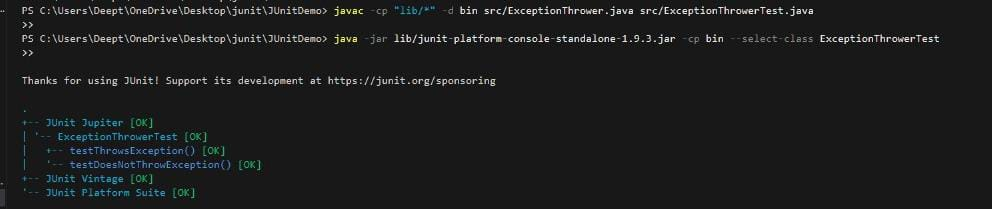 PS C:\Users\Deept\OneDrive\Desktop\junit\JUnitDemo> javac -cp "lib/*" -d bin src/ExceptionThrower.java src/ExceptionThrowerTest.java
>>
PS C:\Users\Deept\OneDrive\Desktop\junit\JUnitDemo> java -jar lib/junit-platform-console-standalone-1.9.3.jar -cp bin --select-class ExceptionThrowerTest
>>
Thanks for using JUnit! Support its development at https://junit.org/sponsoring
.
+-- JUnit Jupiter [OK]
| '-- ExceptionThrowerTest [OK]
|   +-- testThrowsException() [OK]
|   '-- testDoesNotThrowException() [OK]
+-- JUnit Vintage [OK]
'-- JUnit Platform Suite [OK]